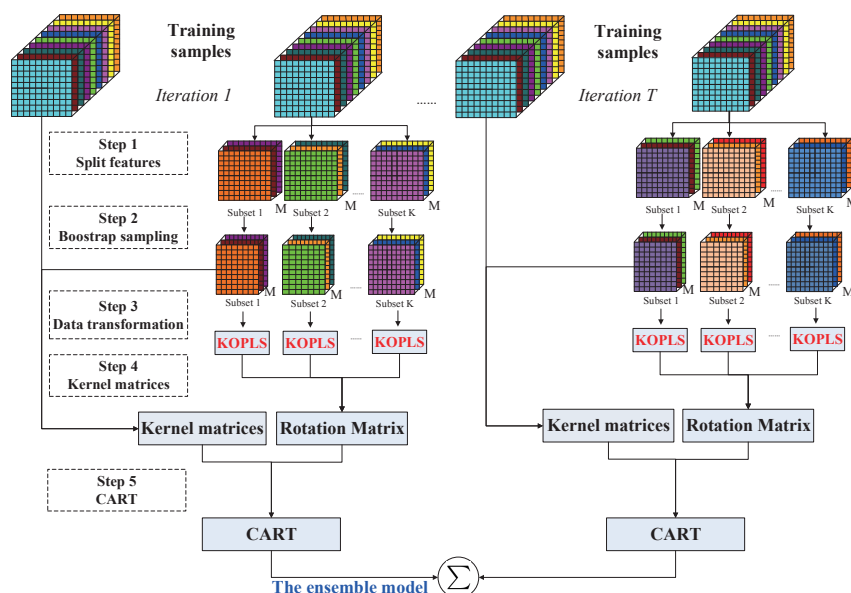 Training
samples
Iteration 1
......
Training
samples
Iteration T
Step 1
Split features
M
M
M
Subset 1
Subset 2
Subset K
......
M
M
M
Subset 1
Subset 2
Subset K
......
Step 2
Boostrap sampling
M
M
M
Subset 1
Subset 2
Subset K
......
M
M
M
Subset 1
Subset 2
Subset K
......
Step 3
Data transformation
KOPLS
KOPLS
......
KOPLS
KOPLS
KOPLS
......
KOPLS
Step 4
Kernel matrices
Kernel matrices
Rotation Matrix
Kernel matrices
Rotation Matrix
Step 5
CART
CART
CART
The ensemble model
∑